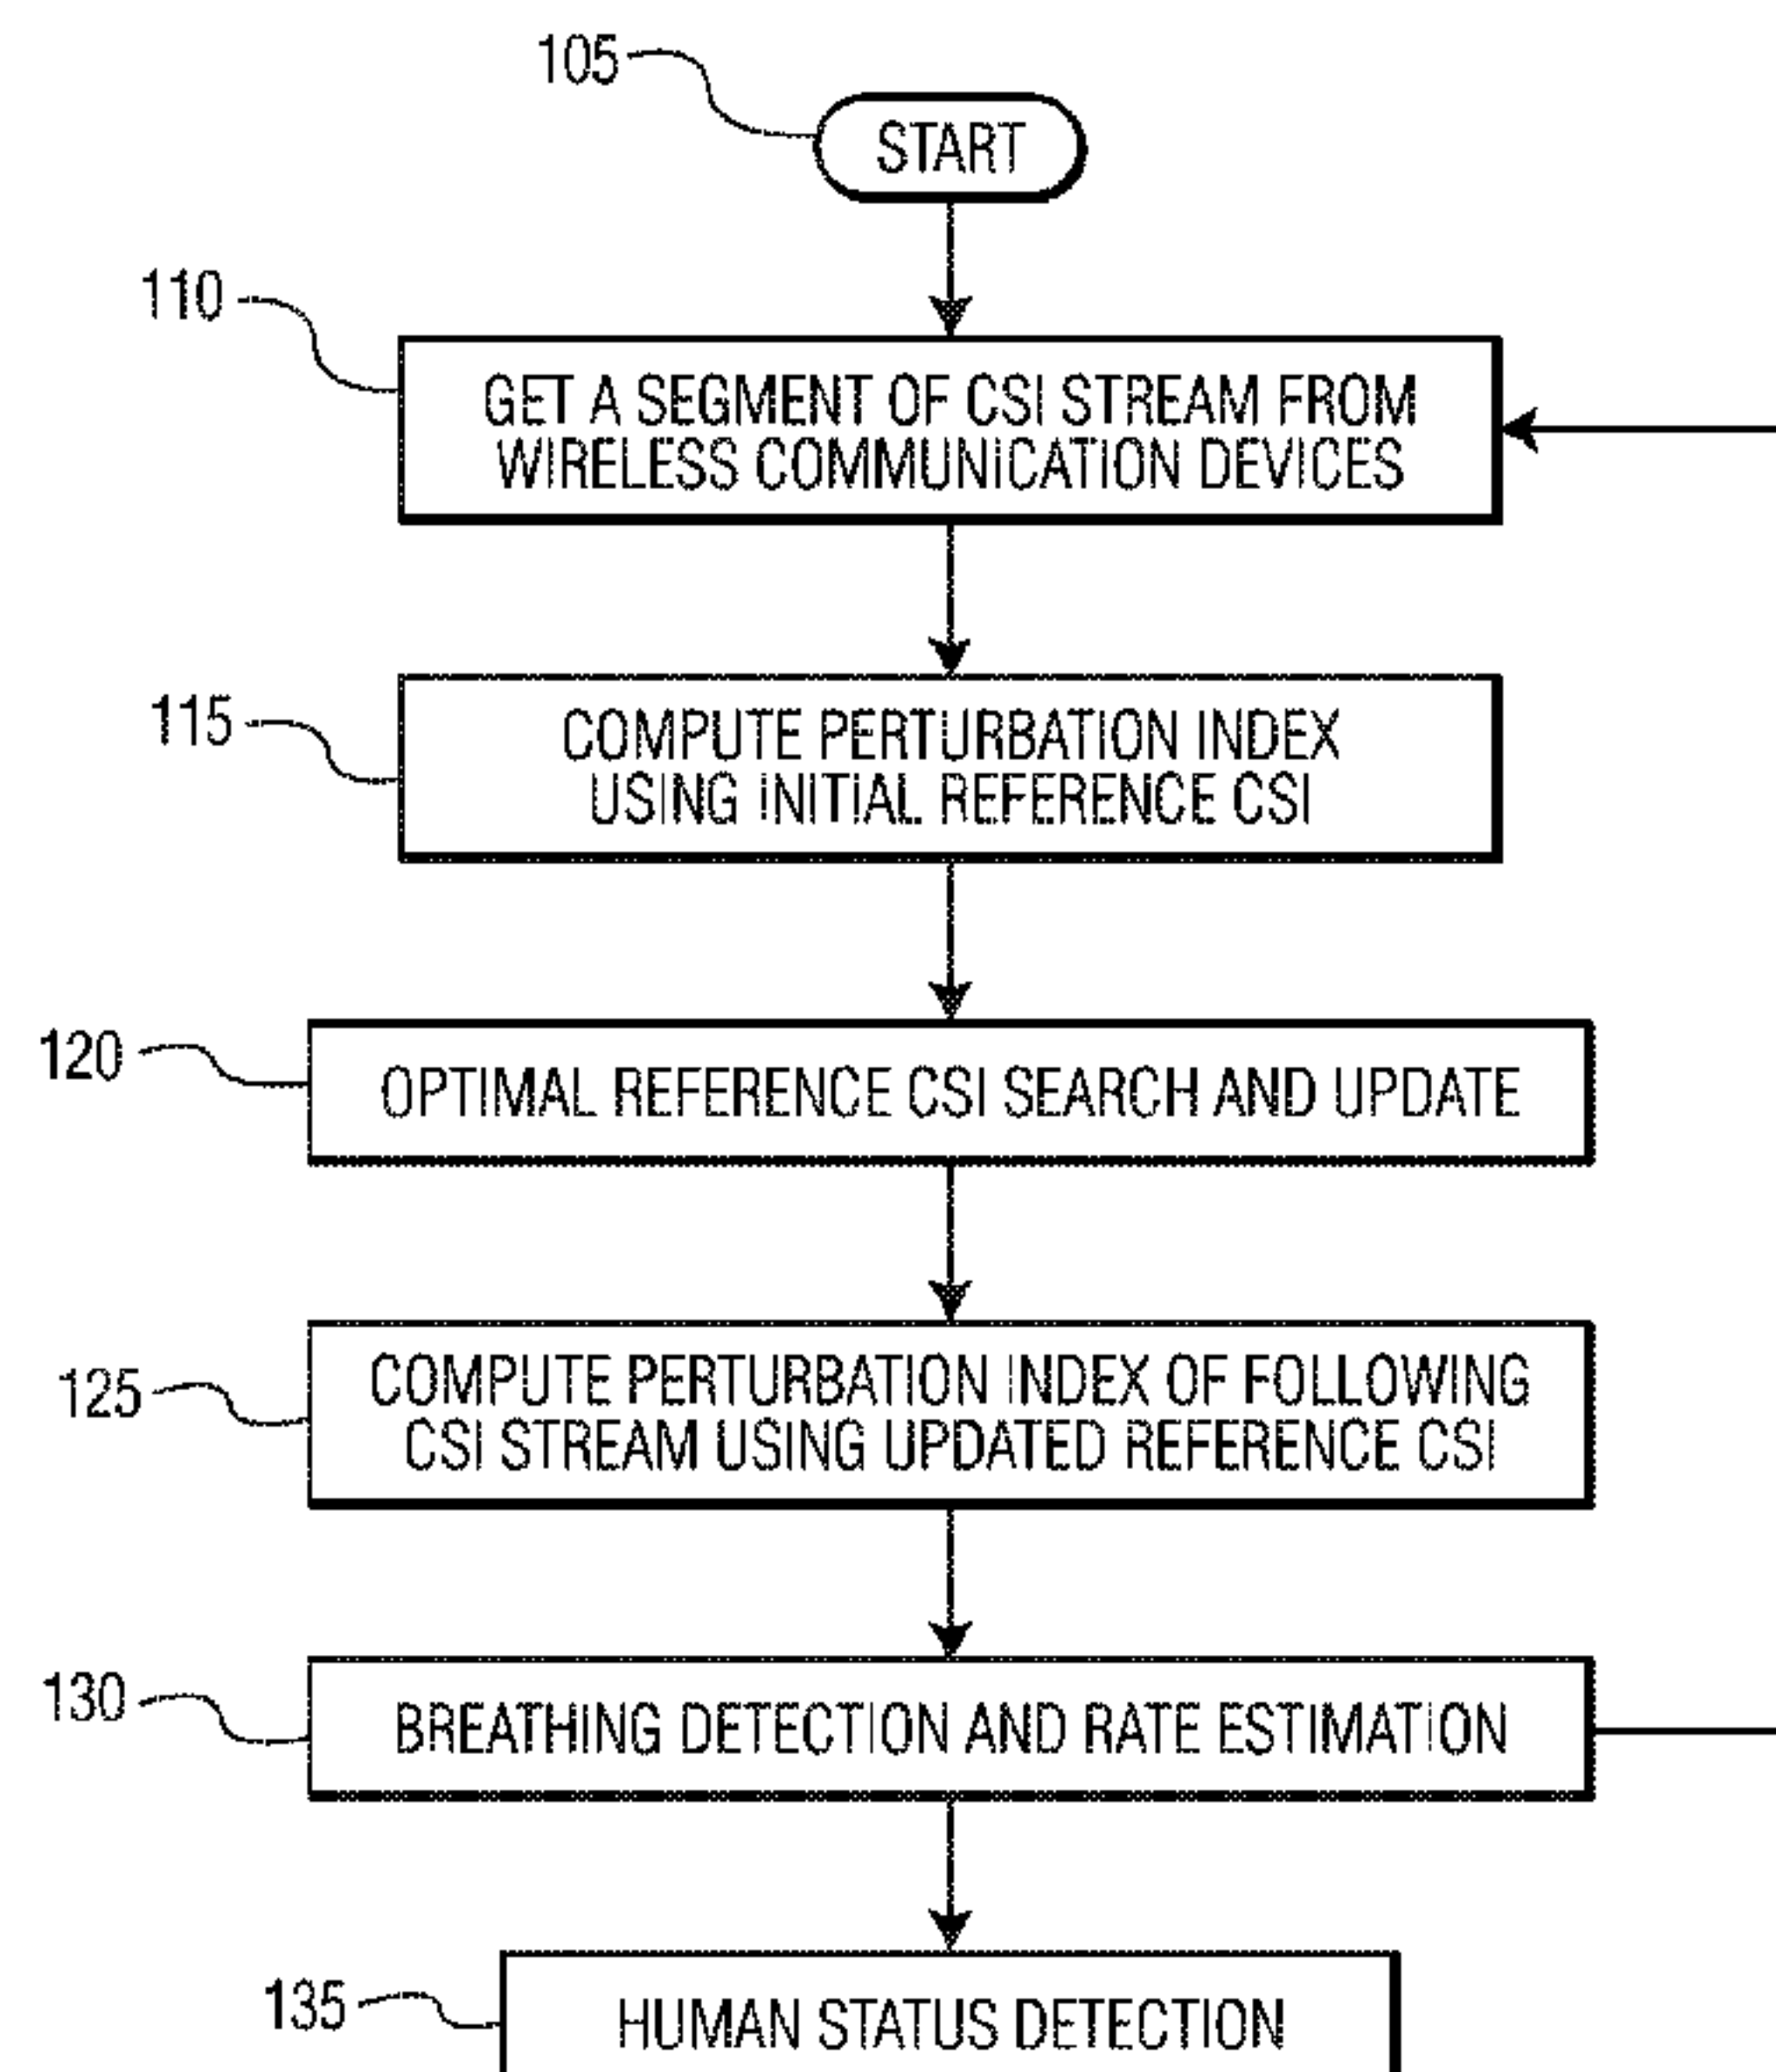 105
START
110
GET A SEGMENT OF CSI STREAM FROM
WIRELESS COMMUNICATION DEVICES
115
COMPUTE PERTURBATION INDEX
USING INITIAL REFERENCE CSI
120
OPTIMAL REFERENCE CSI SEARCH AND UPDATE
125
COMPUTE PERTURBATION INDEX OF FOLLOWING
CSI STREAM USING UPDATED REFERENCE CSI
130
BREATHING DETECTION AND RATE ESTIMATION
135
HUMAN STATUS DETECTION